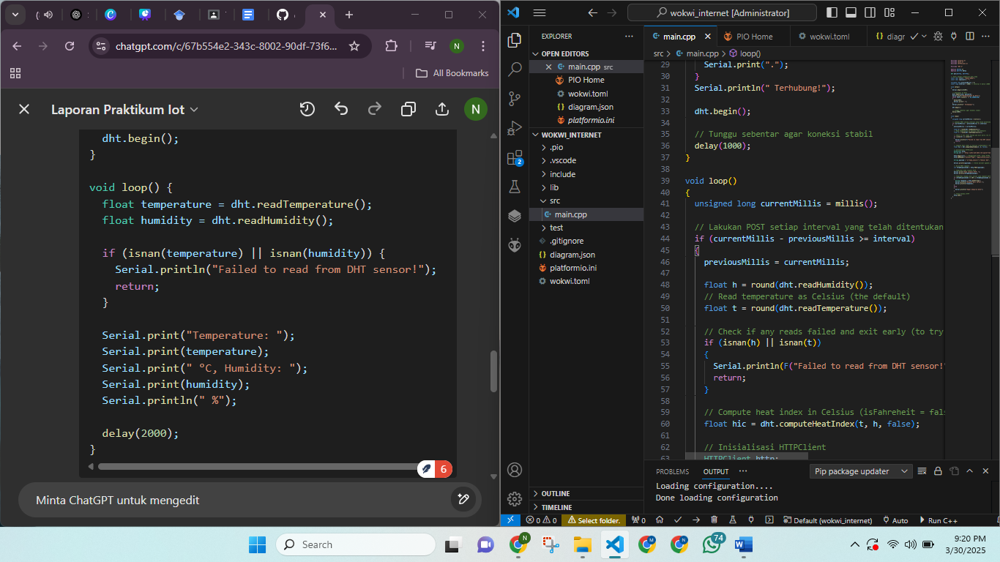 chatgpt.com/c/67b554e2-343c-8002-90df-73f6...
N
All Bookmarks
Laporan Praktikum Iot
N
dht.begin();
}
void loop() {
float temperature = dht.readTemperature();
float humidity = dht.readHumidity();
if (isnan(temperature) || isnan(humidity)) {
Serial.println("Failed to read from DHT sensor!");
return;
}
Serial.print("Temperature: ");
Serial.print(temperature);
Serial.print(" °C, Humidity: ");
Serial.print(humidity);
Serial.println(" %");
delay(2000);
}
6
Minta ChatGPT untuk mengedit
wokwi_internet [Administrator]
EXPLORER
OPEN EDITORS
main.cpp src
PIO Home
wokwi.toml
diagram.json
platformio.ini
WOKWI_INTERNET
.pio
.vscode
include
lib
src
main.cpp
test
.gitignore
diagram.json
platformio.ini
wokwi.toml
OUTLINE
TIMELINE
2
main.cpp
PIO Home
wokwi.toml
diagr
src > main.cpp > loop()
29 Serial.print(".");
30 }
31 Serial.println(" Terhubung!");
32
33 dht.begin();
34
35 // Tunggu sebentar agar koneksi stabil
36 delay(1000);
37 }
38
39 void loop()
40 {
41 unsigned long currentMillis = millis();
42
43 // Lakukan POST setiap interval yang telah ditentukan
44 if (currentMillis - previousMillis >= interval)
45 {
46 previousMillis = currentMillis;
47
48 float h = round(dht.readHumidity());
49 // Read temperature as Celsius (the default)
50 float t = round(dht.readTemperature());
51
52 // Check if any reads failed and exit early (to try
53 if (isnan(h) || isnan(t))
54 {
55 Serial.println(F("Failed to read from DHT sensor!"
56 return;
57 }
58
59 // Compute heat index in Celsius (isFahreheit = fals
60 float hic = dht.computeHeatIndex(t, h, false);
61
62 // Inisialisasi HTTPClient
63 HTTPClient http;
PROBLEMS OUTPUT ... Pip package updater
Loading configuration....
Done loading configuration
0 0 Select folder. 0 Default (wokwi_internet) Auto Run C++
Search
N
74
9:20 PM
3/30/2025